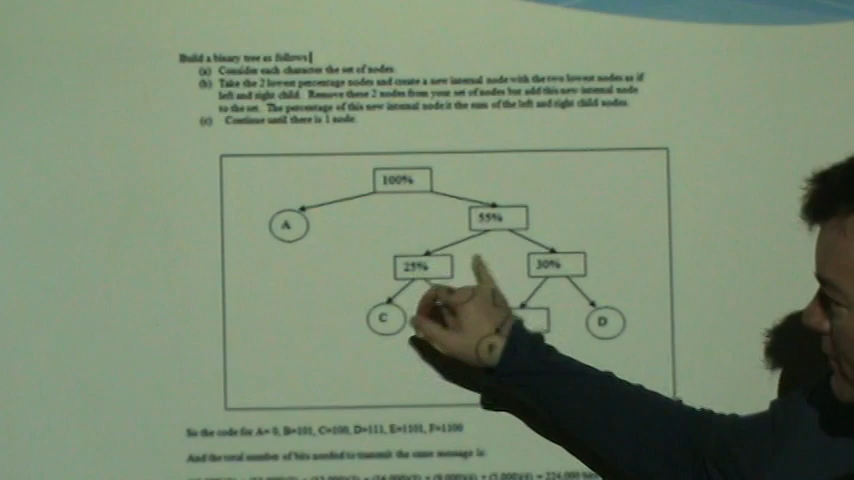 Build a binary tree as follows
(a) Consider each character the set of nodes
(b) Take the 2 lowest percentage nodes and create a new internal node with the two lowest nodes as if
left and right child. Remove these 2 nodes from your set of nodes but add this new internal node
to the set. The percentage of this new internal node it the sum of the left and right child nodes.
(c) Continue until there is 1 node
100%
A
55%
25%
30%
C
D
So the code for A= 0, B=101, C=100, D=111, E=1101, F=1100
And the total number of bits needed to transmit the same message is:
= 224,000